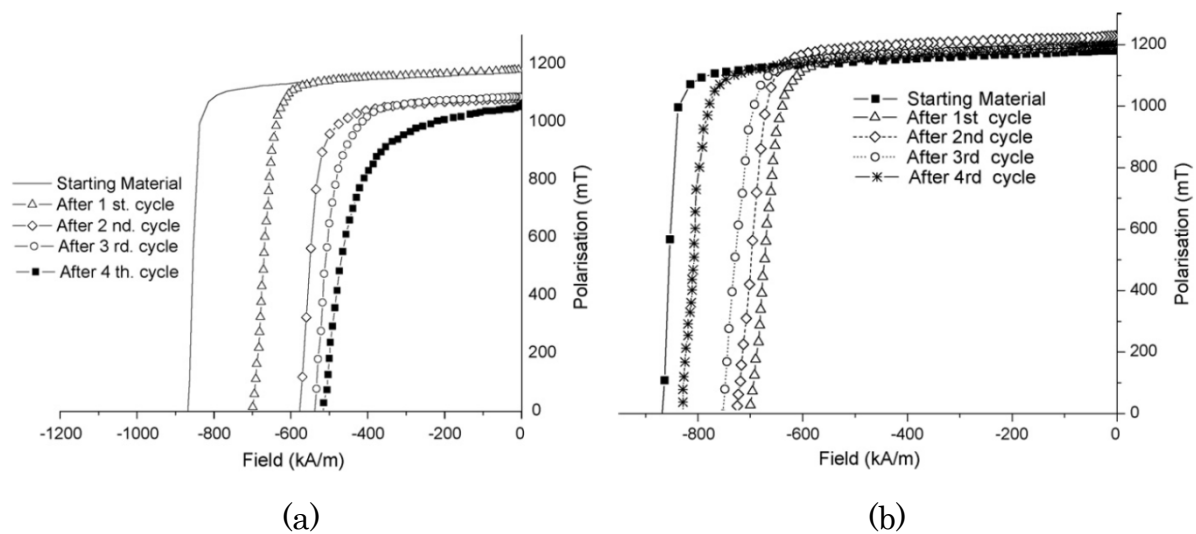 1200
1000
800
600
400
200
0
Polarisation (mT)
Starting Material
After 1 st. cycle
After 2 nd. cycle
After 3 rd. cycle
After 4 th. cycle
-1200 -1000 -800 -600 -400 -200 0
Field (kA/m)
(a)
1200
1000
800
600
400
200
0
Polarisation (mT)
Starting Material
After 1st cycle
After 2nd cycle
After 3rd cycle
After 4rd cycle
-800 -600 -400 -200 0
Field (kA/m)
(b)